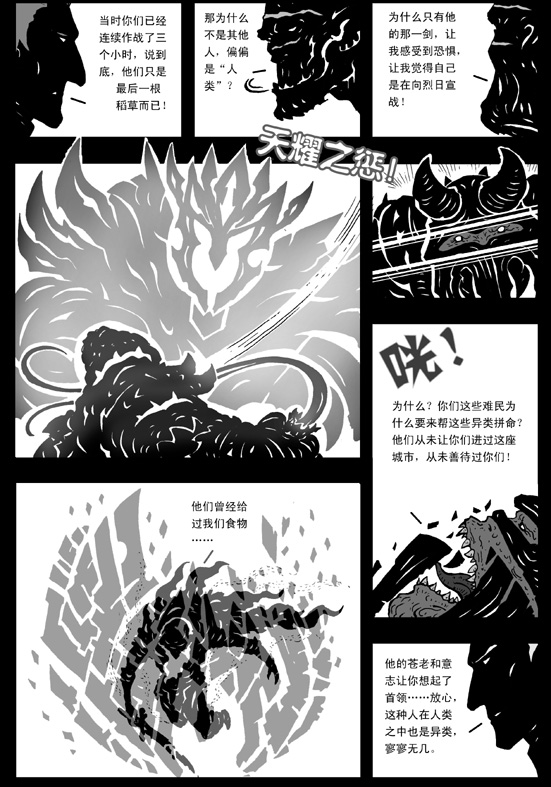 当时你们已经
连续作战了三
个小时，说到
底，他们只是
最后一根
稻草而已！
那为什么
不是其他
人，偏偏
是“人
类”？
为什么只有他
的那一剑，让
我感受到恐惧，
让我觉得自己
是在向烈日宣
战！
天耀之惩！
咣！
为什么？你们这些难民为
什么要来帮这些异类拼命？
他们从未让你们进过这座
城市，从未善待过你们！
他们曾经给
过我们食物
……
他的苍老和意
志让你想起了
首领……放心，
这种人在人类
之中也是异类，
寥寥无几。